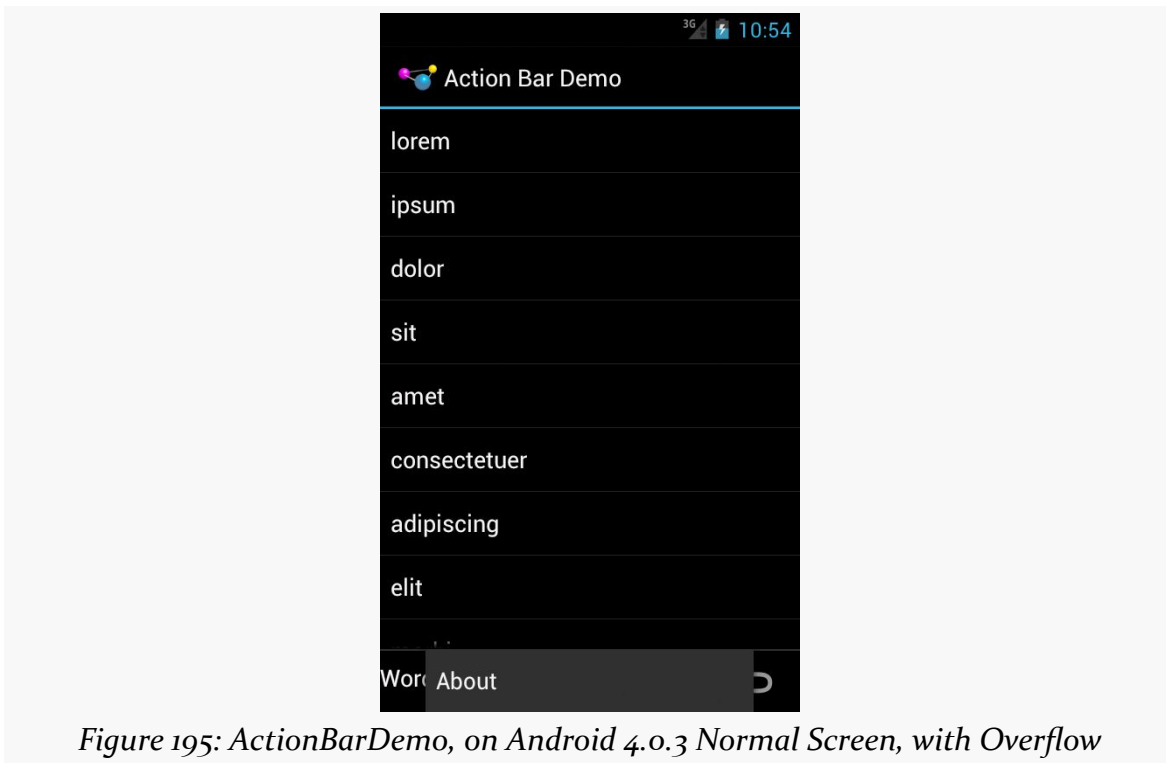 3G 10:54
Action Bar Demo
lorem
ipsum
dolor
sit
amet
consectetuer
adipiscing
elit
About
Figure 195: ActionBarDemo, on Android 4.0.3 Normal Screen, with Overflow